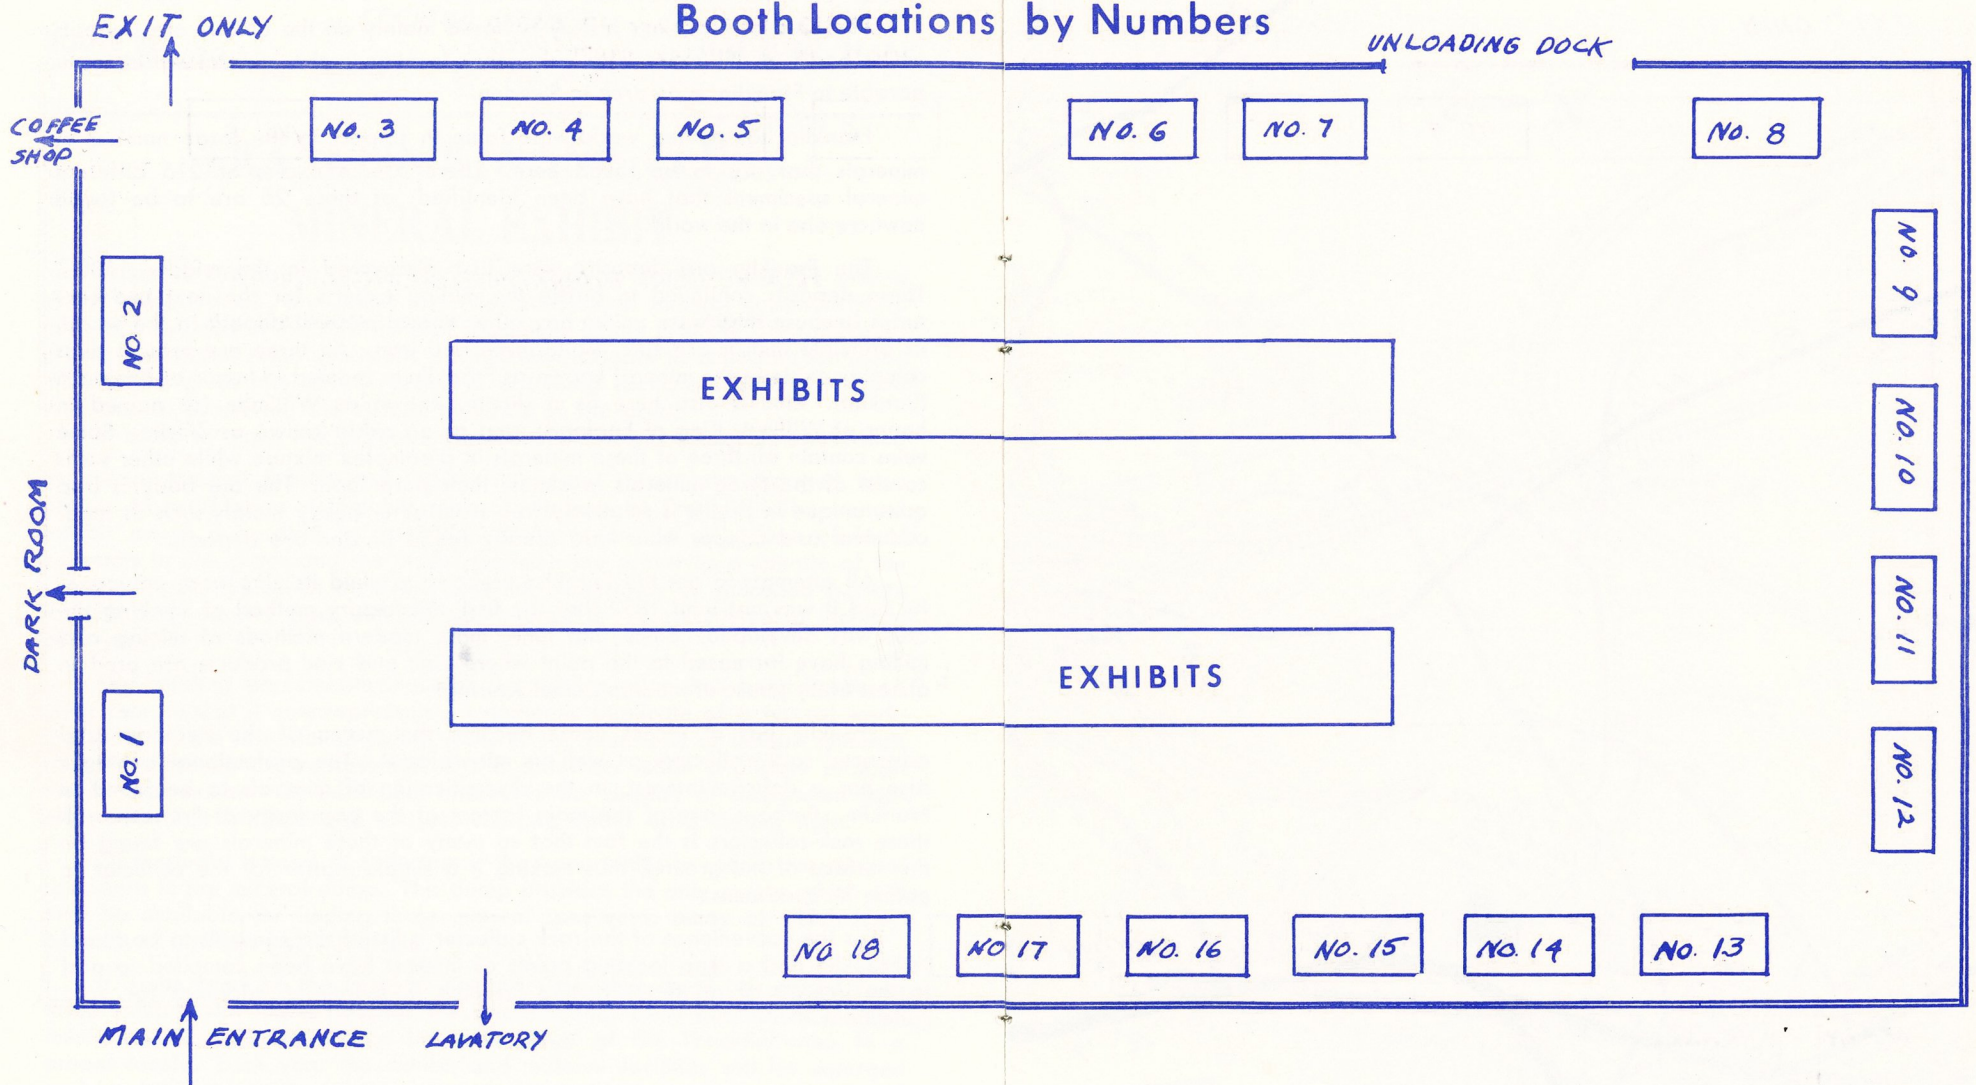 Booth Locations by Numbers
EXIT ONLY
UNLOADING DOCK
COFFEE
SHOP
NO. 3
NO. 4
NO. 5
NO. 6
NO. 7
NO. 8
NO. 2
NO. 9
EXHIBITS
NO. 10
DARK ROOM
NO. 11
EXHIBITS
NO. 1
NO. 12
NO 18
NO 17
NO. 16
NO. 15
NO. 14
NO. 13
MAIN ENTRANCE
LAVATORY